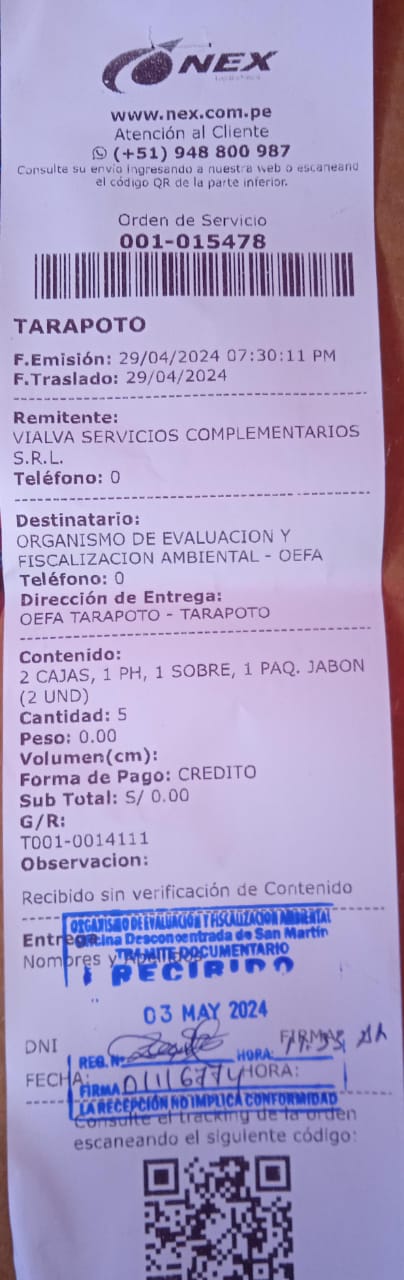 NEX
www.nex.com.pe
Atención al Cliente
(+51) 948 800 987
Consulte su envío ingresando a nuestra web o escaneand
el código QR de la parte inferior.
Orden de Servicio
001-015478
TARAPOTO
F.Emisión: 29/04/2024 07:30:11 PM
F.Traslado: 29/04/2024
Remitente:
VIALVA SERVICIOS COMPLEMENTARIOS
S.R.L.
Teléfono: 0
Destinatario:
ORGANISMO DE EVALUACION Y
FISCALIZACION AMBIENTAL - OEFA
Teléfono: 0
Dirección de Entrega:
OEFA TARAPOTO - TARAPOTO
Contenido:
2 CAJAS, 1 PH, 1 SOBRE, 1 PAQ. JABON
(2 UND)
Cantidad: 5
Peso: 0.00
Volumen(cm):
Forma de Pago: CREDITO
Sub Total: S/ 0.00
G/R:
T001-0014111
Observacion:
Recibido sin verificación de Contenido
ORGANISMO DE EVALUACIÓN Y FISCALIZACIÓN AMBIENTAL
Entrega
Oficina Desconcentrada de San Martín
Nombres y
TRÁMITE DOCUMENTARIO
RECIBIDO
03 MAY 2024
DNI
FIRMA
REG. N°
HORA:
FECHA:
HORA:
FIRMA 01116774
LA RECEPCIÓN NO IMPLICA CONFORMIDAD
Consulte el tracking de la orden
escaneando el siguiente código: